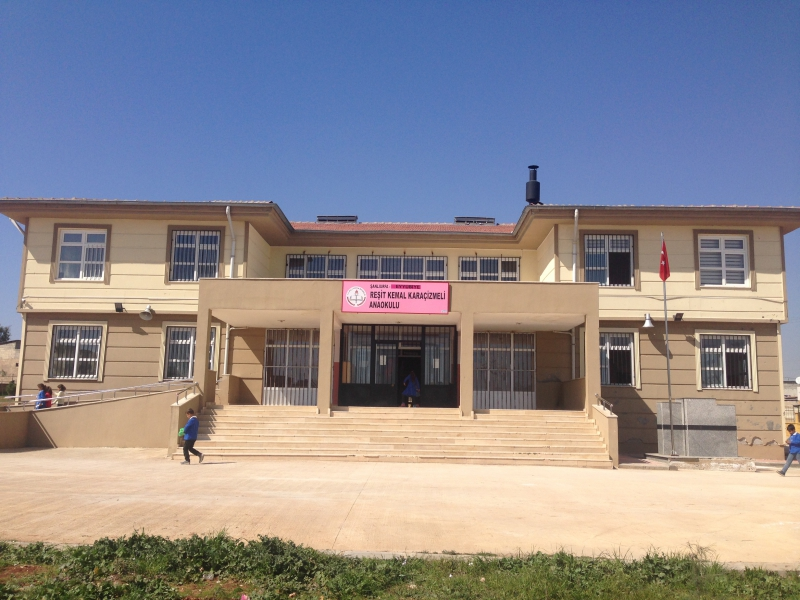 ŞANLIURFA
REŞİT KEMAL KARAÇİZMELİ
ANAOKULU